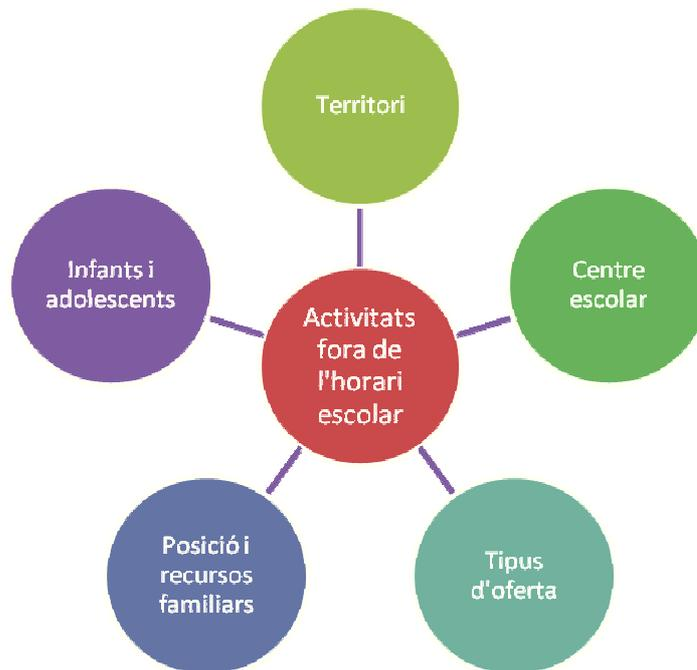 Territori
Infants i
adolescents
Centre
escolar
Activitats
fora de
l'horari
escolar
Posició i
recursos
familiars
Tipus
d'oferta